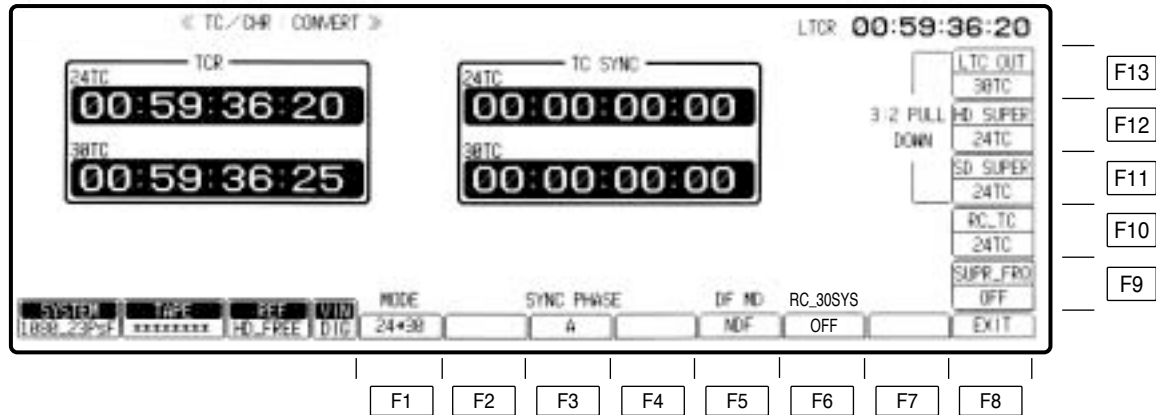 ≪ TC/CHR CONVERT ≫
LTCR 00:59:36:20
TCR
24TC
00:59:36:20
30TC
00:59:36:25
TC SYNC
24TC
00:00:00:00
30TC
00:00:00:00
3:2 PULL
DOWN
LTC OUT
30TC
F13
HD SUPER
24TC
F12
SD SUPER
24TC
F11
RC_TC
24TC
F10
SUPR_FRO
OFF
F9
SYSTEM
1080_23PsF
TAPE
********
REF
HD_FREE
VIN
DIG
MODE
24*30
SYNC PHASE
A
DF MD
NDF
RC_30SYS
OFF
EXIT
F1 F2 F3 F4 F5 F6 F7 F8